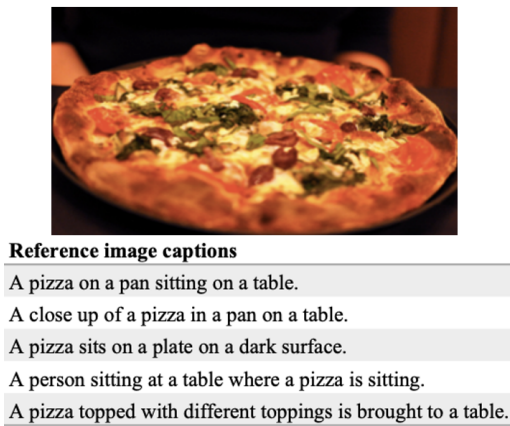 Reference image captions
A pizza on a pan sitting on a table.
A close up of a pizza in a pan on a table.
A pizza sits on a plate on a dark surface.
A person sitting at a table where a pizza is sitting.
A pizza topped with different toppings is brought to a table.